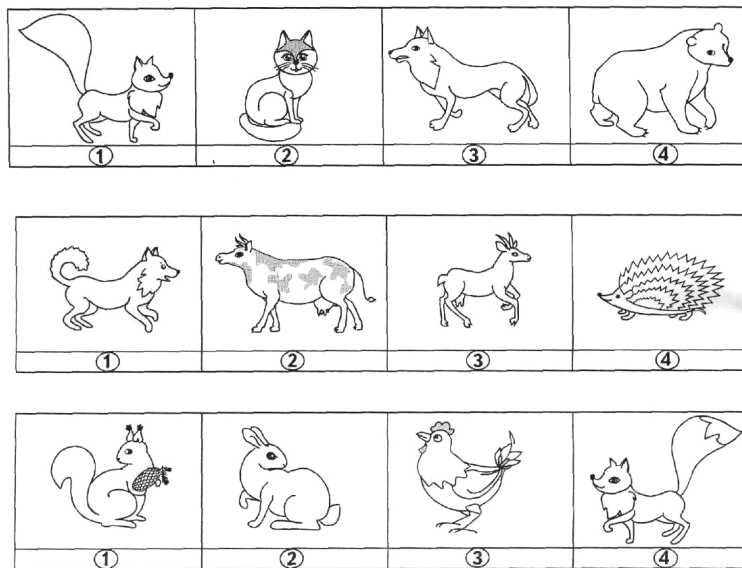 ① ② ③ ④
① ② ③ ④
① ② ③ ④